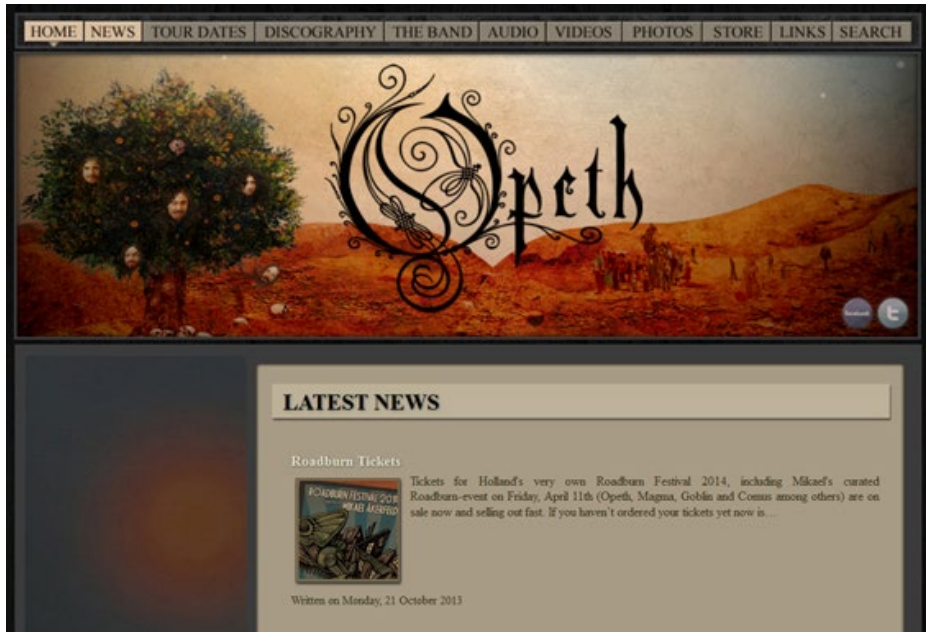 HOME NEWS TOUR DATES DISCOGRAPHY THE BAND AUDIO VIDEOS PHOTOS STORE LINKS SEARCH
Opeth
facebook
t
LATEST NEWS
Roadburn Tickets
Tickets for Holland's very own Roadburn Festival 2014, including Mikael's curated
Roadburn-event on Friday, April 11th (Opeth, Magma, Goblin and Comus among others) are on
sale now and selling out fast. If you haven't ordered your tickets yet now is...
ROADBURN FESTIVAL 2014
MIKAEL AKERFELD
Written on Monday, 21 October 2013